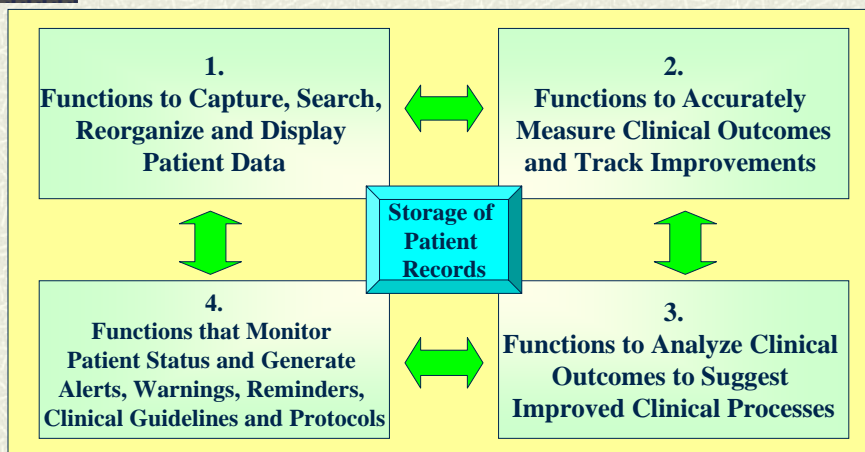 1.
Functions to Capture, Search,
Reorganize and Display
Patient Data
2.
Functions to Accurately
Measure Clinical Outcomes
and Track Improvements
Storage of
Patient
Records
4.
Functions that Monitor
Patient Status and Generate
Alerts, Warnings, Reminders,
Clinical Guidelines and Protocols
3.
Functions to Analyze Clinical
Outcomes to Suggest
Improved Clinical Processes